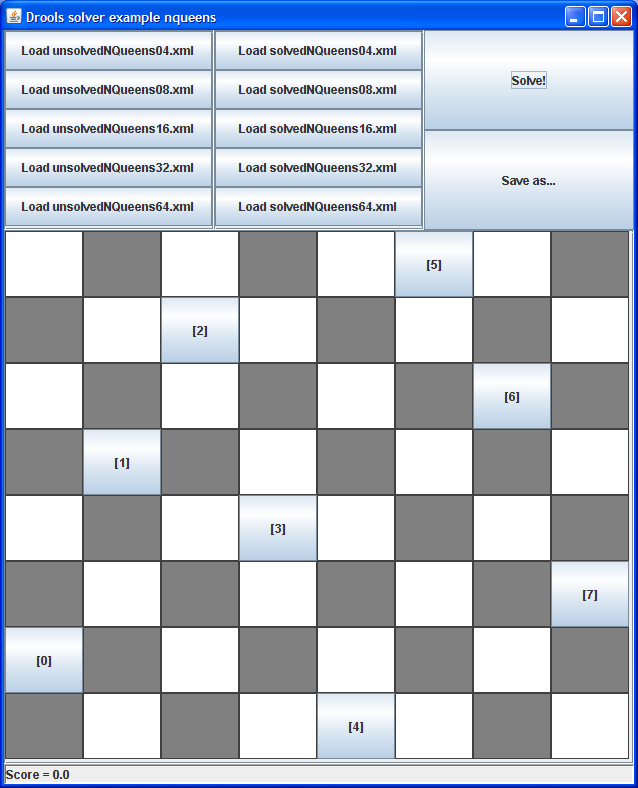 Drools solver example nqueens
Load unsolvedNQueens04.xml
Load solvedNQueens04.xml
Load unsolvedNQueens08.xml
Load solvedNQueens08.xml
Load unsolvedNQueens16.xml
Load solvedNQueens16.xml
Load unsolvedNQueens32.xml
Load solvedNQueens32.xml
Load unsolvedNQueens64.xml
Load solvedNQueens64.xml
Solve!
Save as...
[5]
[2]
[6]
[1]
[3]
[7]
[0]
[4]
Score = 0.0